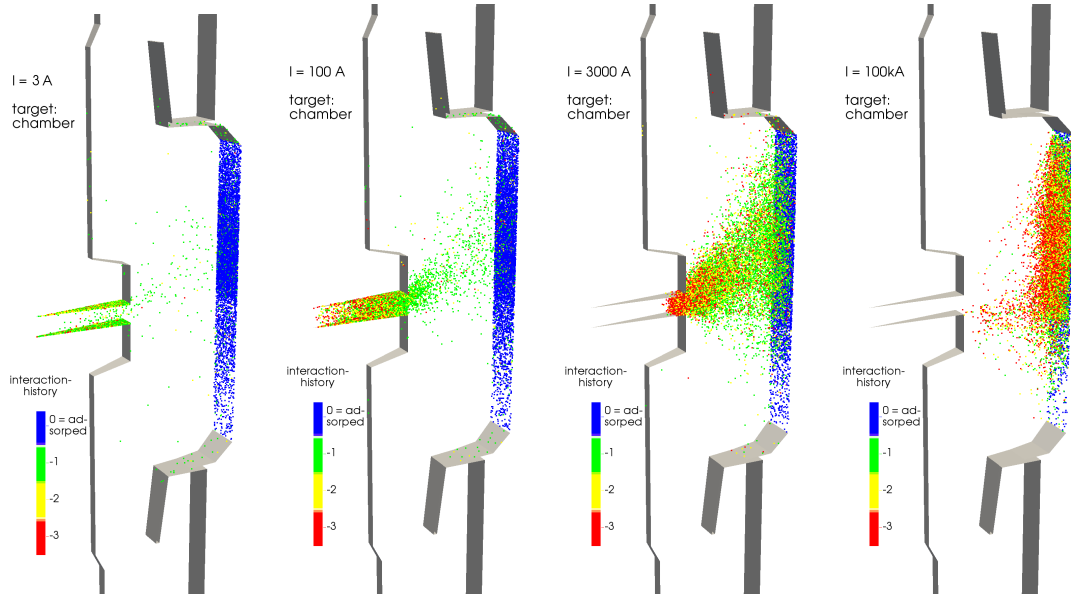 I = 3 A
target:
chamber
interaction-
history
0 = ad-
sorped
-1
-2
-3
I = 100 A
target:
chamber
interaction-
history
0 = ad-
sorped
-1
-2
-3
I = 3000 A
target:
chamber
interaction-
history
0 = ad-
sorped
-1
-2
-3
I = 100kA
target:
chamber
interaction-
history
0 = ad-
sorped
-1
-2
-3